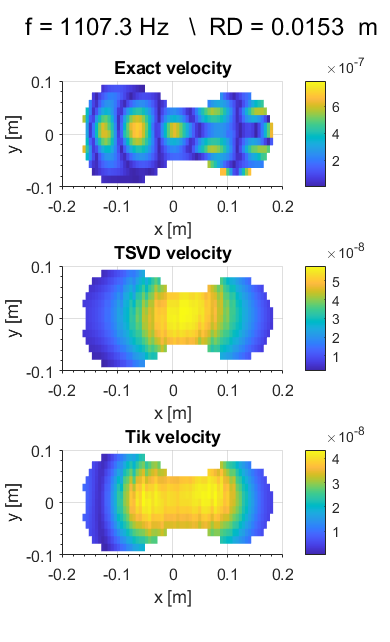 f = 1107.3 Hz \ RD = 0.0153 m
Exact velocity
×10^-7
0.1
0
-0.1
y [m]
6
4
2
-0.2 -0.1 0 0.1 0.2
x [m]
TSVD velocity
×10^-8
0.1
0
-0.1
y [m]
5
4
3
2
1
-0.2 -0.1 0 0.1 0.2
x [m]
Tik velocity
×10^-8
0.1
0
-0.1
y [m]
4
3
2
1
-0.2 -0.1 0 0.1 0.2
x [m]